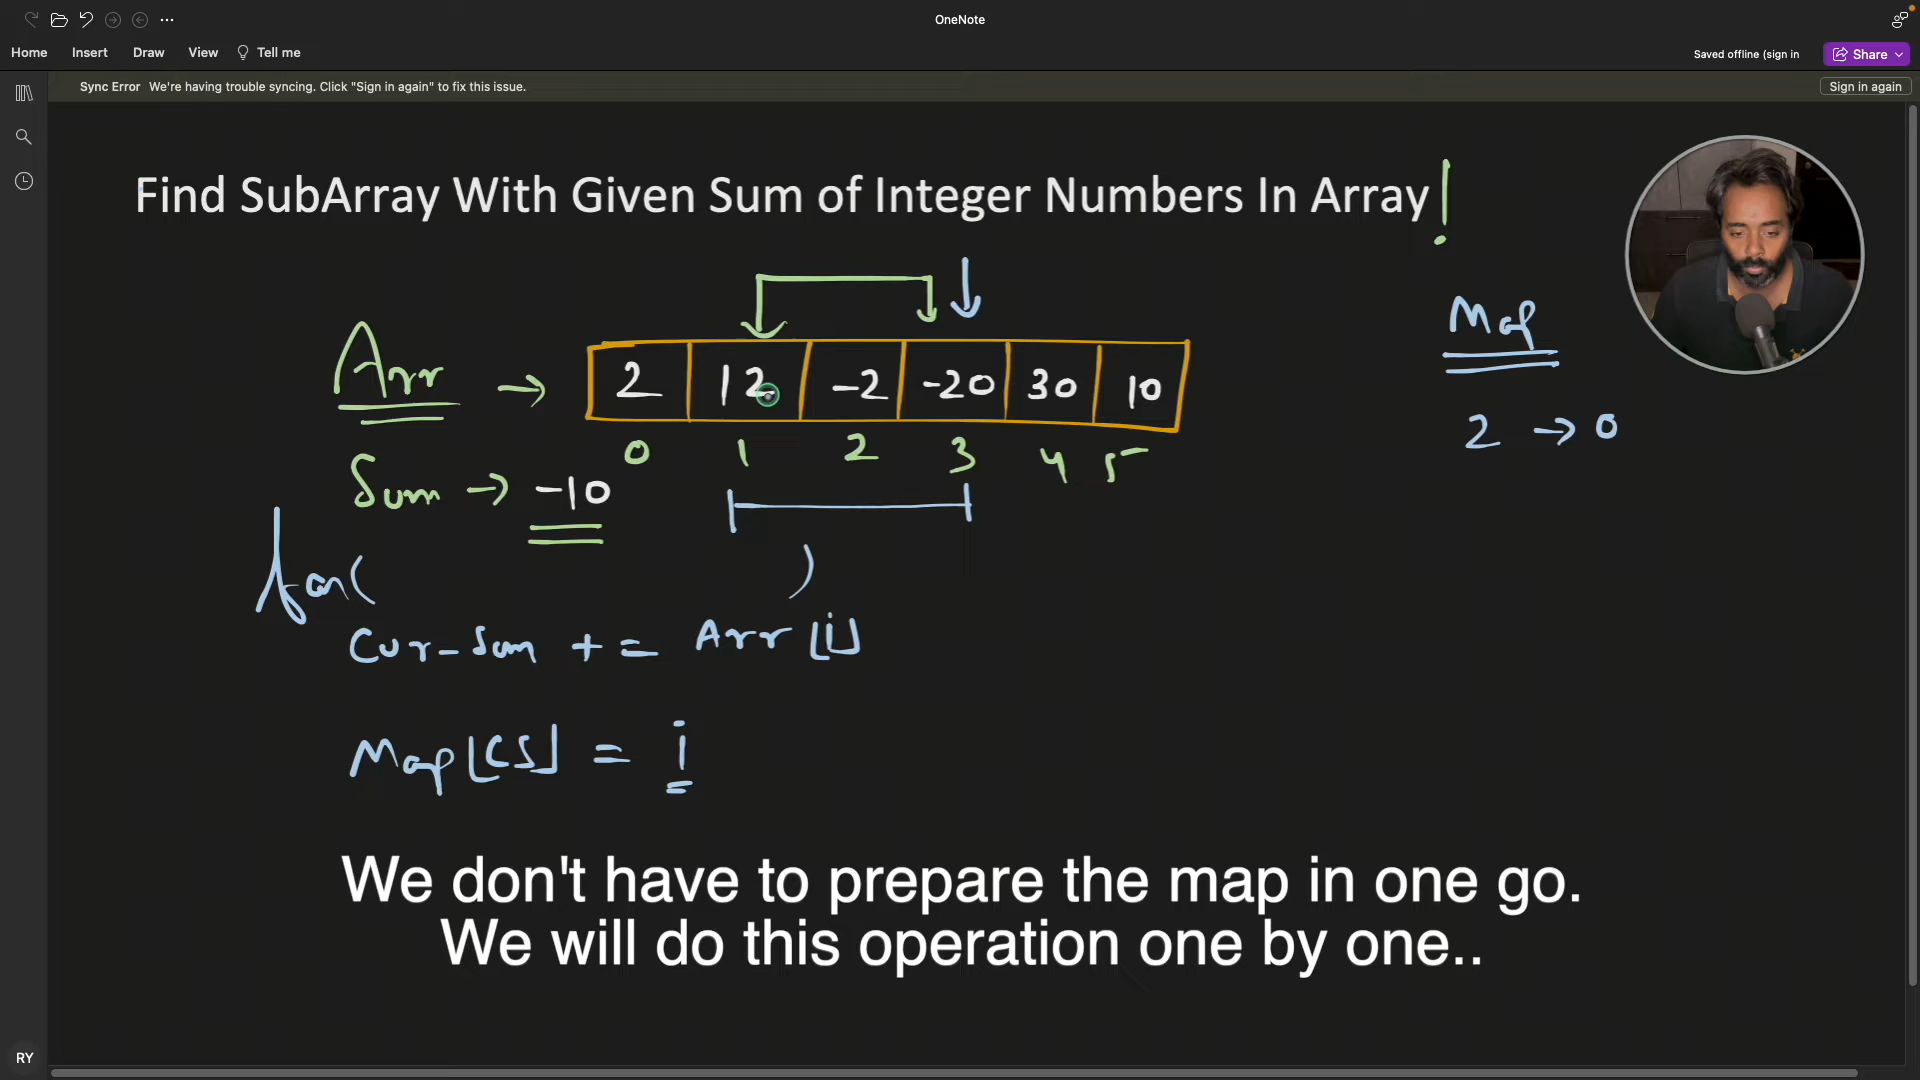 OneNote
Home Insert Draw View Tell me
Saved offline (sign in
Share
Sync Error We're having trouble syncing. Click "Sign in again" to fix this issue.
Sign in again
Find SubArray With Given Sum of Integer Numbers In Array!
Map
2 → 0
Arr → 2 12 -2 -20 30 10
0 1 2 3 4 5
Sum → -10
for( )
Cur-Sum += Arr[i]
Map[CS] = i
We don't have to prepare the map in one go.
We will do this operation one by one..
RY